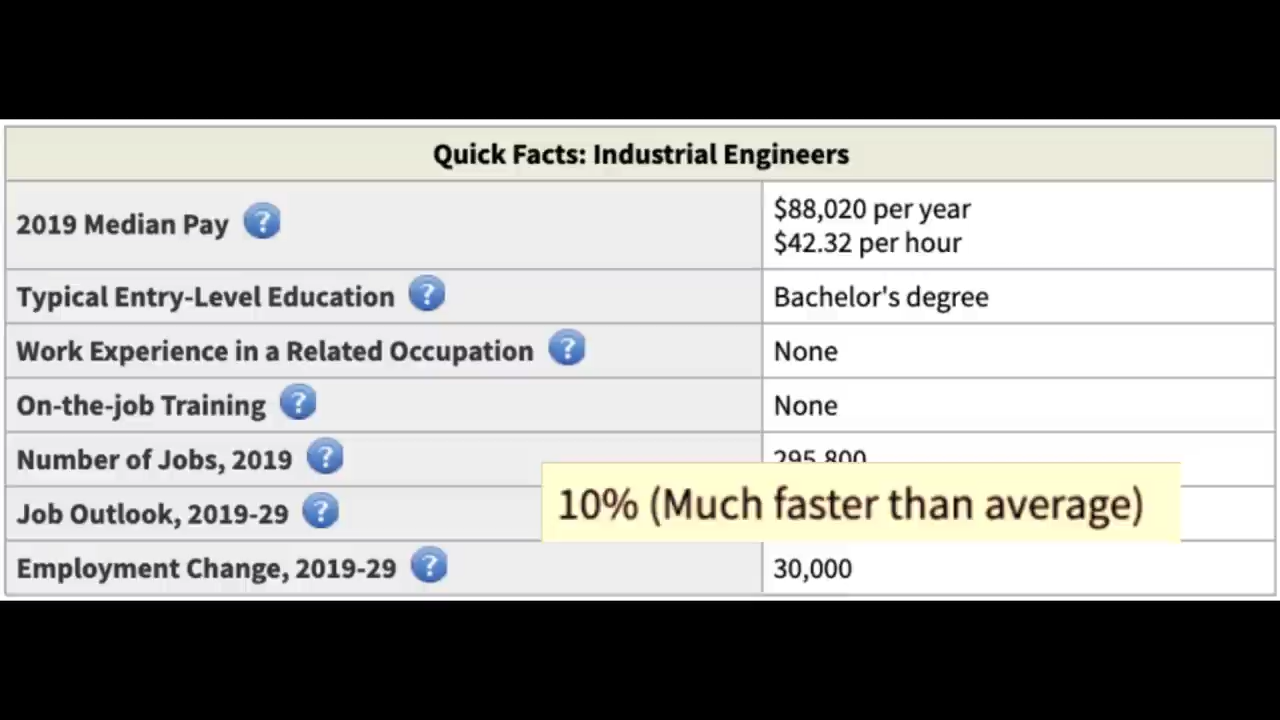 Quick Facts: Industrial Engineers
2019 Median Pay ?
$88,020 per year
$42.32 per hour
Typical Entry-Level Education ?
Bachelor's degree
Work Experience in a Related Occupation ?
None
On-the-job Training ?
None
Number of Jobs, 2019 ?
295,800
Job Outlook, 2019-29 ?
10% (Much faster than average)
Employment Change, 2019-29 ?
30,000